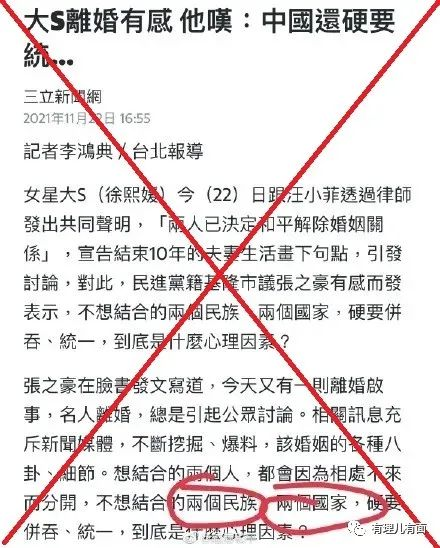 大S離婚有感 他嘆：中國還硬要
統...
三立新聞網
2021年11月22日 16:55
記者李鴻典／台北報導
女星大S（徐熙媛）今（22）日跟汪小菲透過律師
發出共同聲明，「兩人已決定和平解除婚姻關
係」，宣告結束10年的夫妻生活畫下句點，引發
討論，對此，民進黨籍基隆市議張之豪有感而發
表示，不想結合的兩個民族、兩個國家，硬要併
吞、統一，到底是什麼心理因素？
張之豪在臉書發文寫道，今天又有一則離婚啟
事，名人離婚，總是引起公眾討論。相關訊息充
斥新聞媒體，不斷挖掘、爆料，該婚姻的各種八
卦、細節。想結合的兩個人，都會因為相處不來
而分開，不想結合的兩個民族、兩個國家，硬要
併吞、統一，到底是什麼心理因素？
有理儿有面